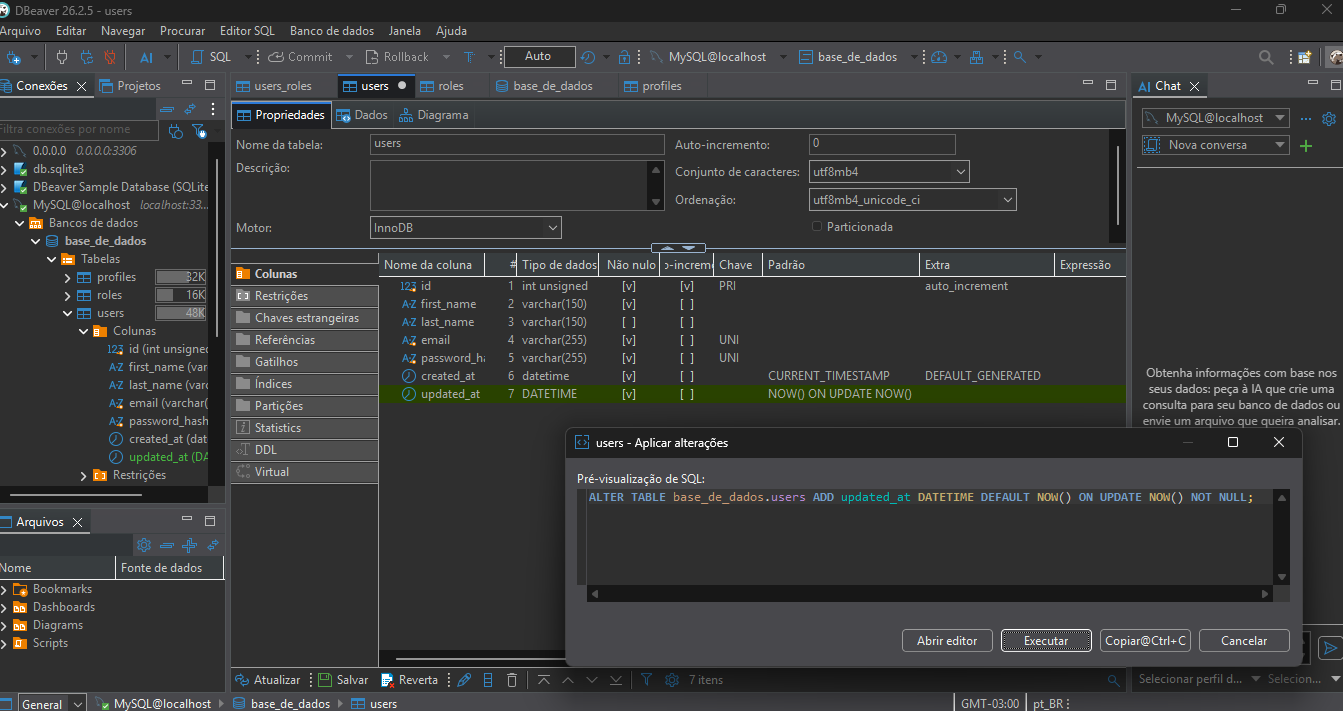 DBeaver 26.2.5 - users
Arquivo Editar Navegar Procurar Editor SQL Banco de dados Janela Ajuda
AI SQL Commit Rollback T Auto MySQL@localhost base_de_dados
Conexões Projetos
Filtra conexões por nome
0.0.0.0 0.0.0.0:3306
db.sqlite3
DBeaver Sample Database (SQLite
MySQL@localhost localhost:33...
Bancos de dados
base_de_dados
Tabelas
profiles 32K
roles 16K
users 48K
Colunas
id (int unsigned
first_name (var
last_name (varc
email (varchar(
password_hash
created_at (dat
updated_at (DA
Restrições
Arquivos
Nome Fonte de dados
Bookmarks
Dashboards
Diagrams
Scripts
users_roles users roles base_de_dados profiles
Propriedades Dados Diagrama
Nome da tabela: users Auto-incremento: 0
Descrição: Conjunto de caracteres: utf8mb4
Ordenação: utf8mb4_unicode_ci
Motor: InnoDB Particionada
Colunas
Restrições
Chaves estrangeiras
Referências
Gatilhos
Índices
Partições
Statistics
DDL
Virtual
Nome da coluna # Tipo de dados Não nulo o-increm Chave Padrão Extra Expressão
123 id 1 int unsigned [v] [v] PRI auto_increment
A-Z first_name 2 varchar(150) [v] [ ]
A-Z last_name 3 varchar(150) [ ] [ ]
A-Z email 4 varchar(255) [v] [ ] UNI
A-Z password_ha 5 varchar(255) [v] [ ] UNI
created_at 6 datetime [v] [ ] CURRENT_TIMESTAMP DEFAULT_GENERATED
updated_at 7 DATETIME [v] [ ] NOW() ON UPDATE NOW()
users - Aplicar alterações
Pré-visualização de SQL:
ALTER TABLE base_de_dados.users ADD updated_at DATETIME DEFAULT NOW() ON UPDATE NOW() NOT NULL;
Abrir editor Executar Copiar@Ctrl+C Cancelar
Atualizar Salvar Reverta 7 itens
AI Chat
MySQL@localhost
Nova conversa
Obtenha informações com base nos
seus dados: peça à IA que crie uma
consulta para seu banco de dados ou
envie um arquivo que queira analisar.
Selecionar perfil d... Selecion...
General MySQL@localhost base_de_dados users GMT-03:00 pt_BR